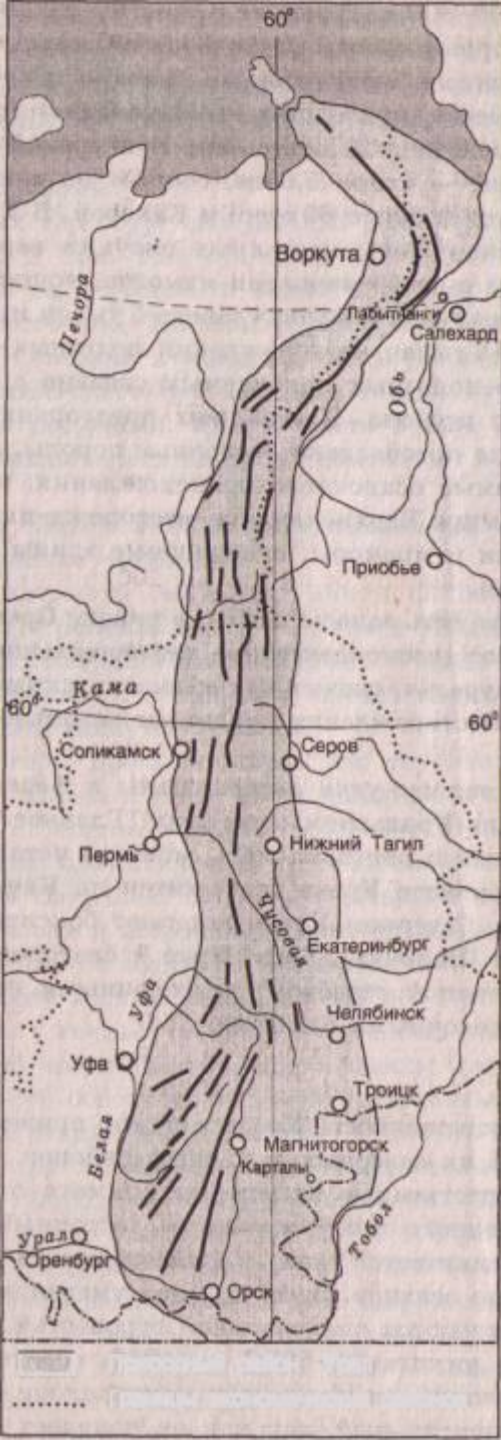 60°
Печора
Воркута
Лабытнанги
Салехард
Обь
Приобье
Кама
60°
60°
Соликамск
Серов
Пермь
Нижний Тагил
Чусовая
Екатеринбург
Уфа
Челябинск
Уфа
Троицк
Белая
Магнитогорск
Карталы
Тобол
Урал
Оренбург
Орск